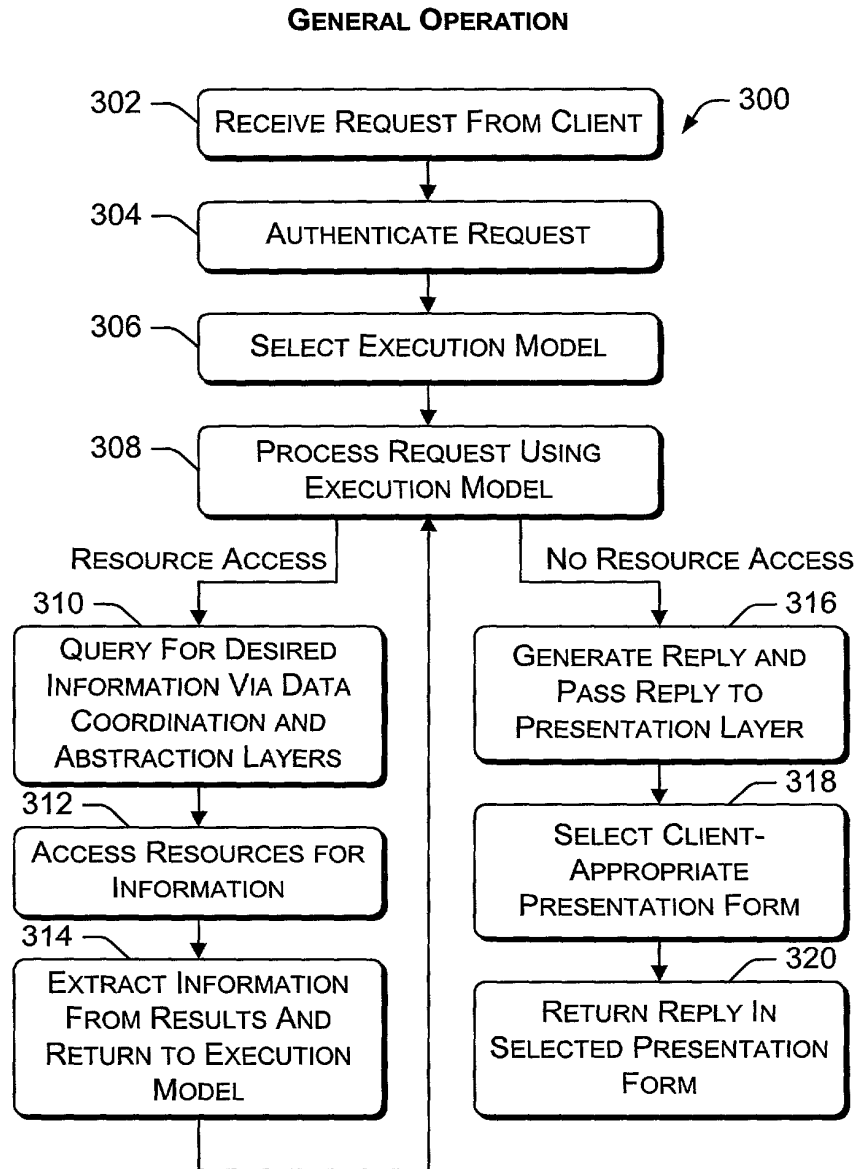 GENERAL OPERATION
302
RECEIVE REQUEST FROM CLIENT
300
304
AUTHENTICATE REQUEST
306
SELECT EXECUTION MODEL
308
PROCESS REQUEST USING
EXECUTION MODEL
RESOURCE ACCESS
NO RESOURCE ACCESS
310
QUERY FOR DESIRED
INFORMATION VIA DATA
COORDINATION AND
ABSTRACTION LAYERS
312
ACCESS RESOURCES FOR
INFORMATION
314
EXTRACT INFORMATION
FROM RESULTS AND
RETURN TO EXECUTION
MODEL
316
GENERATE REPLY AND
PASS REPLY TO
PRESENTATION LAYER
318
SELECT CLIENT-
APPROPRIATE
PRESENTATION FORM
320
RETURN REPLY IN
SELECTED PRESENTATION
FORM